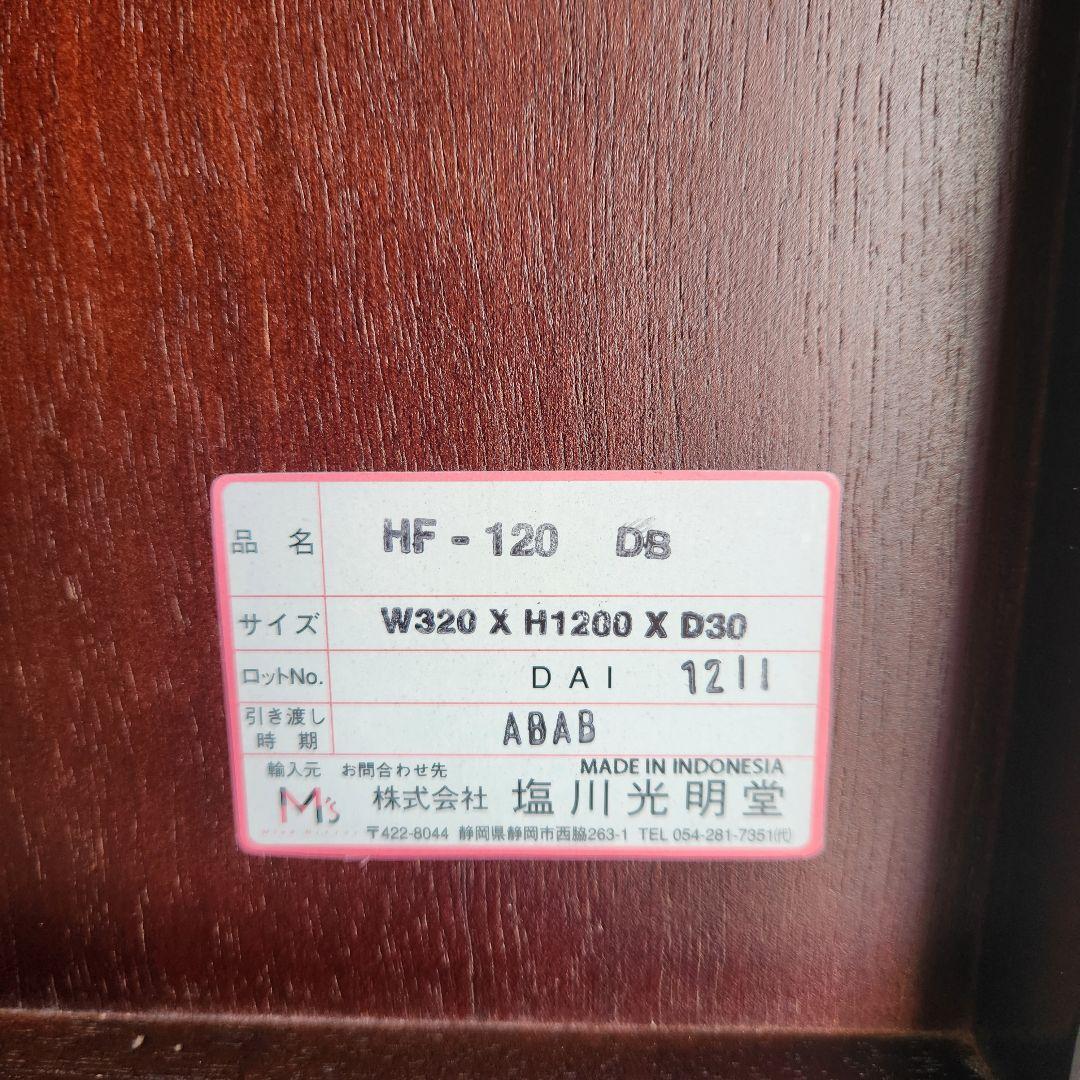 品 名 HF - 120 DB
サイズ W320 X H1200 X D30
ロットNo. DAI 1211
引き渡し時 期 ABAB
輸入元 お問合わせ先 MADE IN INDONESIA
M's 株式会社 塩川光明堂
〒422-8044 静岡県静岡市西脇263-1 TEL 054-281-7351(代)